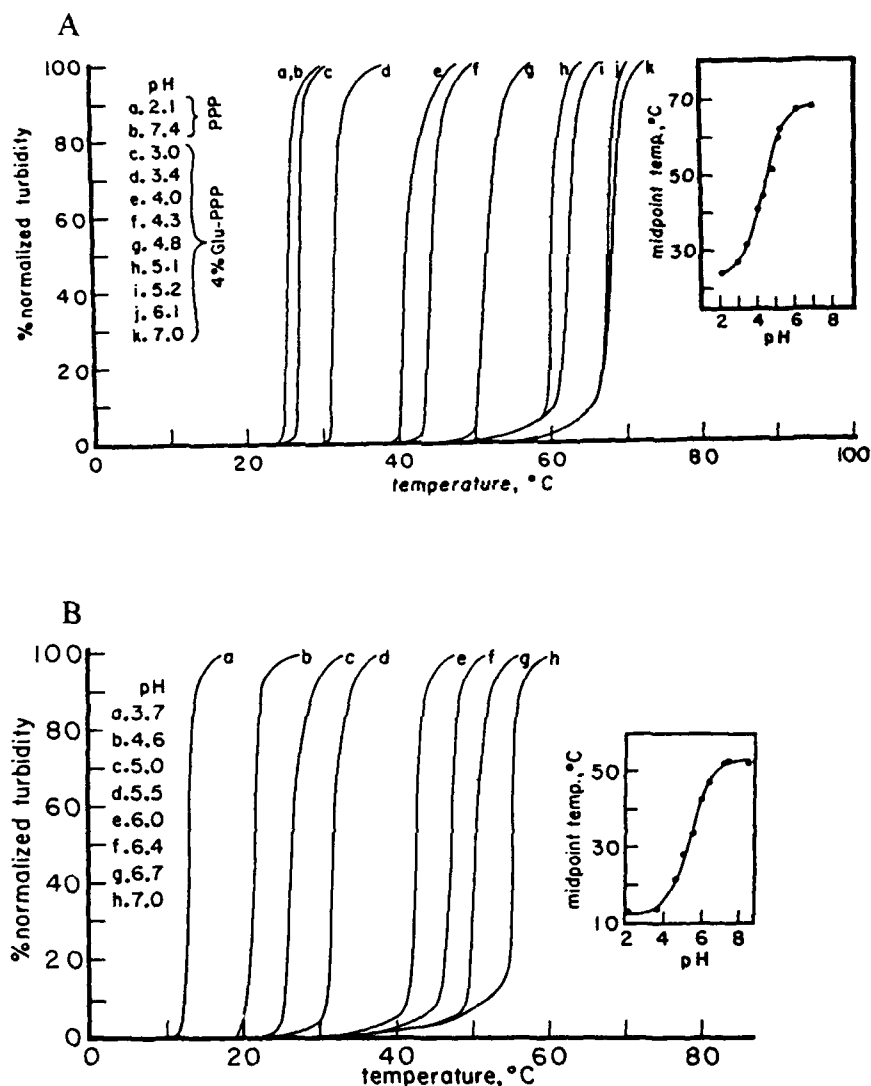 A
pH
a. 2.1
b. 7.4
PPP
c. 3.0
d. 3.4
e. 4.0
f. 4.3
g. 4.8
h. 5.1
i. 5.2
j. 6.1
k. 7.0
4% Glu-PPP
% normalized turbidity
100
80
60
40
20
0
a,b c d e f g h i j k
0 20 40 60 80 100
temperature, °C
midpoint temp., °C
70
50
30
2 4 6 8
pH
B
pH
a. 3.7
b. 4.6
c. 5.0
d. 5.5
e. 6.0
f. 6.4
g. 6.7
h. 7.0
% normalized turbidity
100
80
60
40
20
0
a b c d e f g h
0 20 40 60 80
temperature, °C
midpoint temp., °C
50
30
10
2 4 6 8
pH